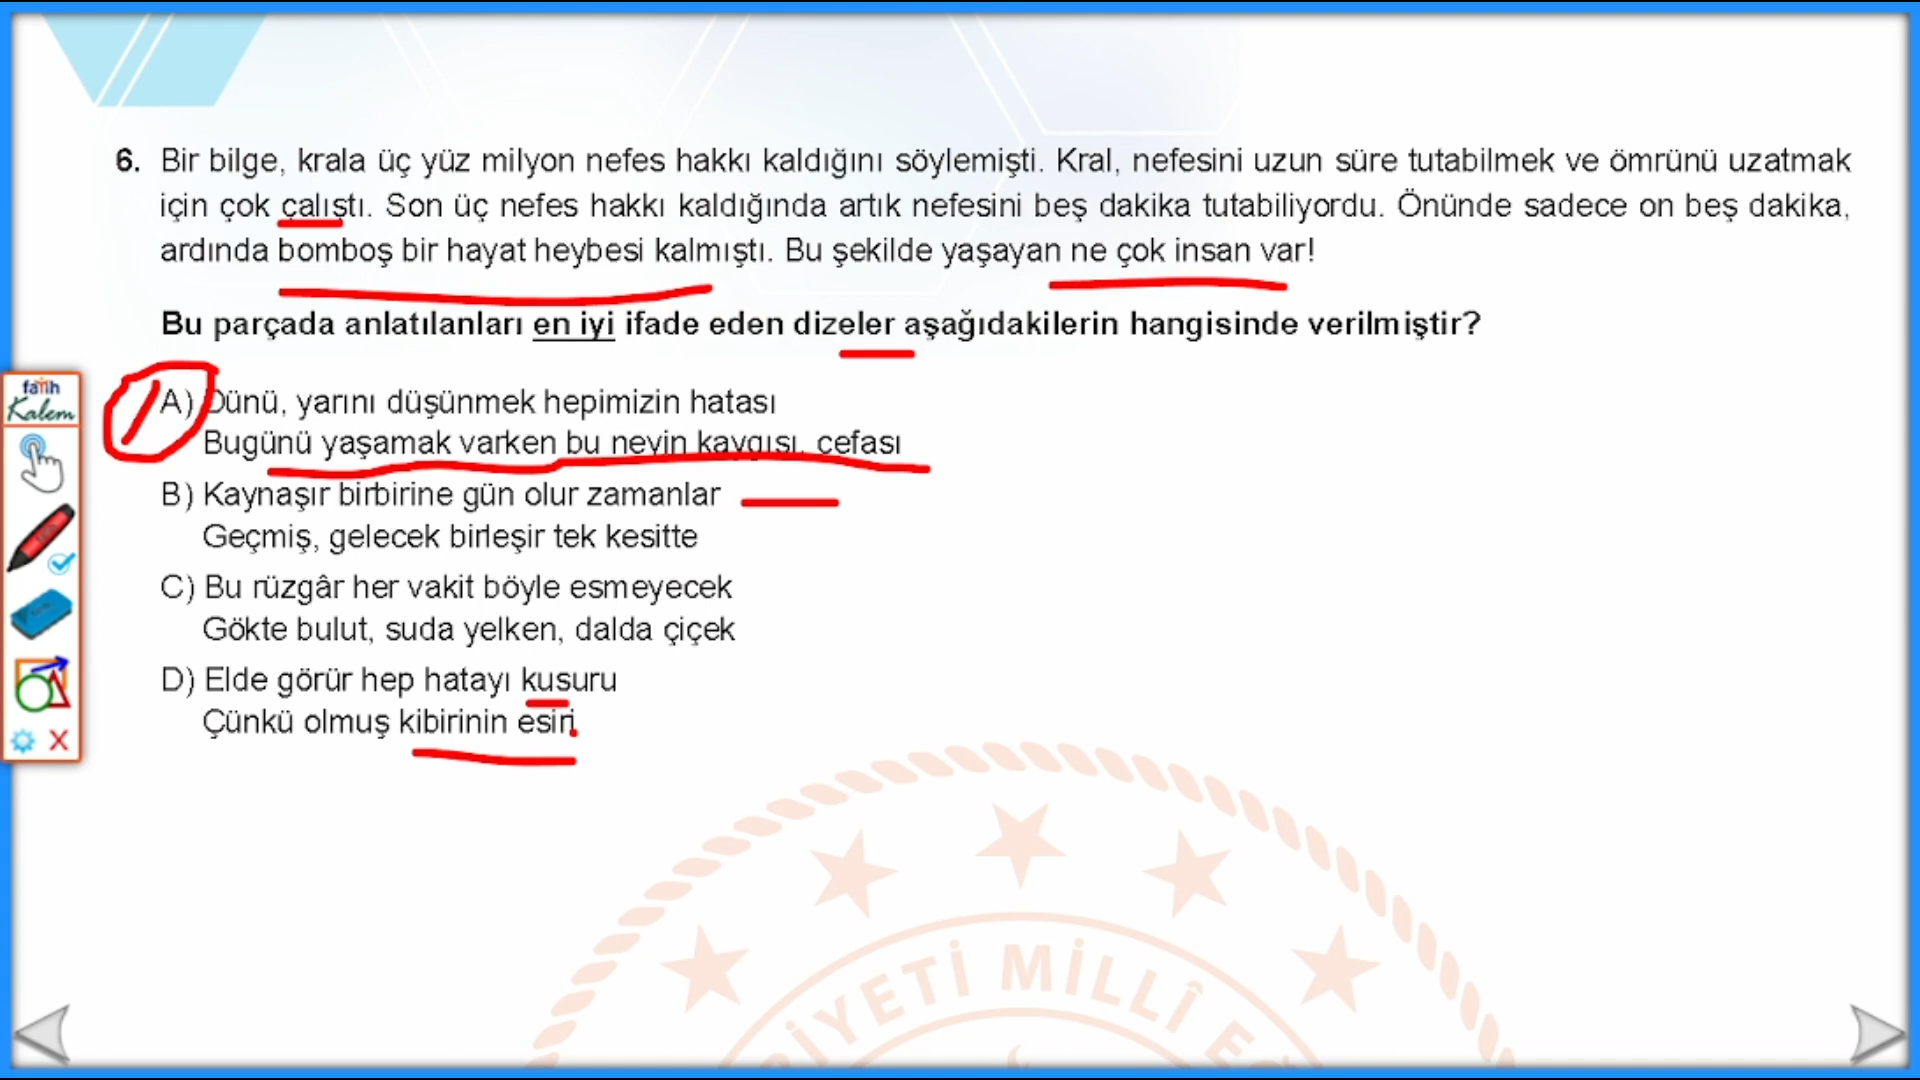 6. Bir bilge, krala üç yüz milyon nefes hakkı kaldığını söylemişti. Kral, nefesini uzun süre tutabilmek ve ömrünü uzatmak
için çok çalıştı. Son üç nefes hakkı kaldığında artık nefesini beş dakika tutabiliyordu. Önünde sadece on beş dakika,
ardında bomboş bir hayat heybesi kalmıştı. Bu şekilde yaşayan ne çok insan var!
Bu parçada anlatılanları en iyi ifade eden dizeler aşağıdakilerin hangisinde verilmiştir?
fatih
Kalem
A) Dünü, yarını düşünmek hepimizin hatası
Bugünü yaşamak varken bu neyin kaygısı, cefası
B) Kaynaşır birbirine gün olur zamanlar
Geçmiş, gelecek birleşir tek kesitte
C) Bu rüzgâr her vakit böyle esmeyecek
Gökte bulut, suda yelken, dalda çiçek
D) Elde görür hep hatayı kusuru
Çünkü olmuş kibirinin esiri
RİYETİ MİLLÎ EĞ